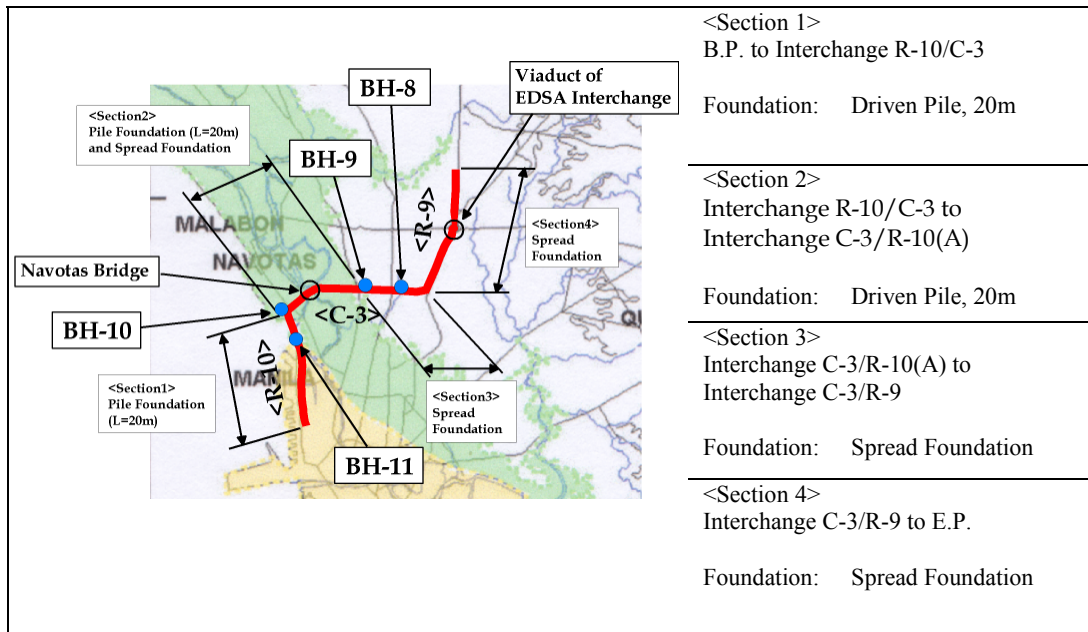 <Section2>
Pile Foundation (L=20m)
and Spread Foundation
BH-8
Viaduct of
EDSA Interchange
BH-9
<R-9>
<Section4>
Spread
Foundation
MALABON
NAVOTAS
Navotas Bridge
<C-3>
BH-10
<R-10>
MANILA
<Section1>
Pile Foundation
(L=20m)
<Section3>
Spread
Foundation
BH-11
QU
<Section 1>
B.P. to Interchange R-10/C-3
Foundation: Driven Pile, 20m
<Section 2>
Interchange R-10/C-3 to
Interchange C-3/R-10(A)
Foundation: Driven Pile, 20m
<Section 3>
Interchange C-3/R-10(A) to
Interchange C-3/R-9
Foundation: Spread Foundation
<Section 4>
Interchange C-3/R-9 to E.P.
Foundation: Spread Foundation